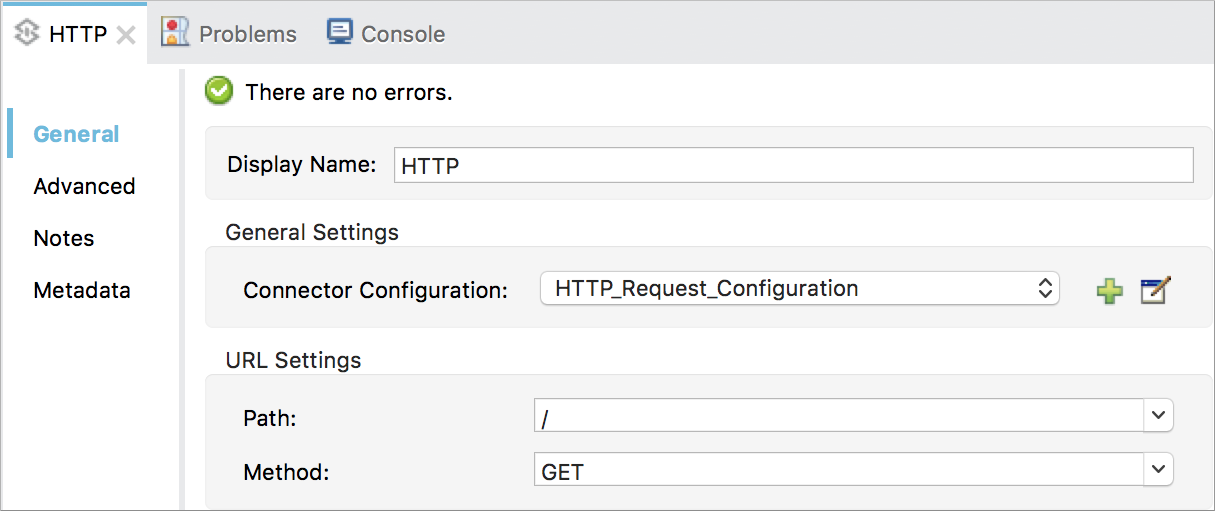 HTTP Problems Console
There are no errors.
General
Advanced
Notes
Metadata
Display Name: HTTP
General Settings
Connector Configuration: HTTP_Request_Configuration
URL Settings
Path: /
Method: GET